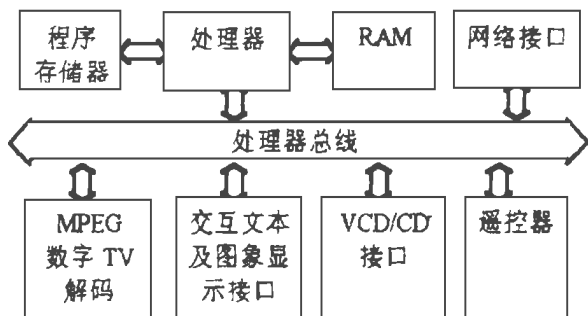 程序
存储器
处理器
RAM
网络接口
处理器总线
MPEG
数字 TV
解码
交互文本
及图象显
示接口
VCD/CD
接口
遥控器